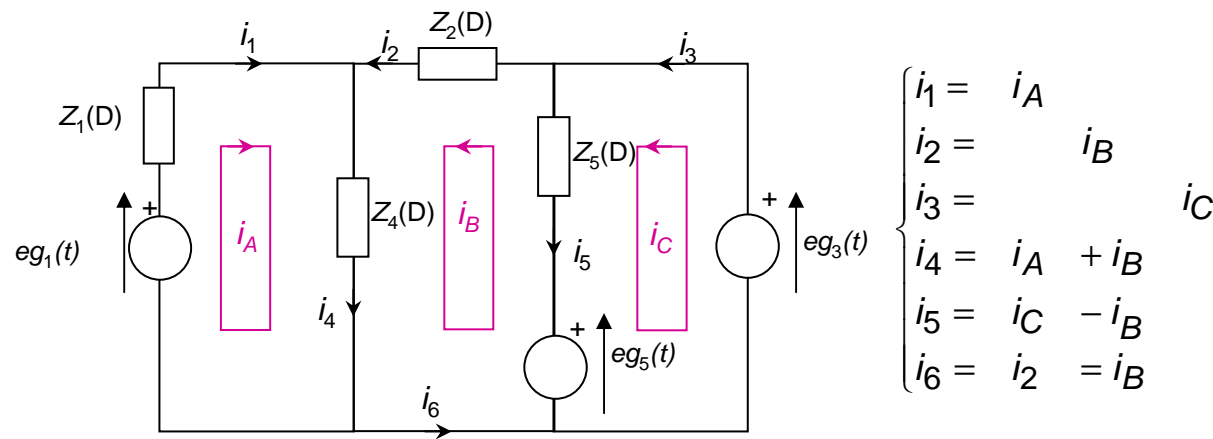 Z2(D)
i1
i2
i3
Z1(D)
Z5(D)
Z4(D)
+
+
iA
iB
iC
eg1(t)
eg3(t)
i5
i4
+
eg5(t)
i6
i1 = iA
i2 = iB
i3 = iC
i4 = iA + iB
i5 = iC − iB
i6 = i2 = iB